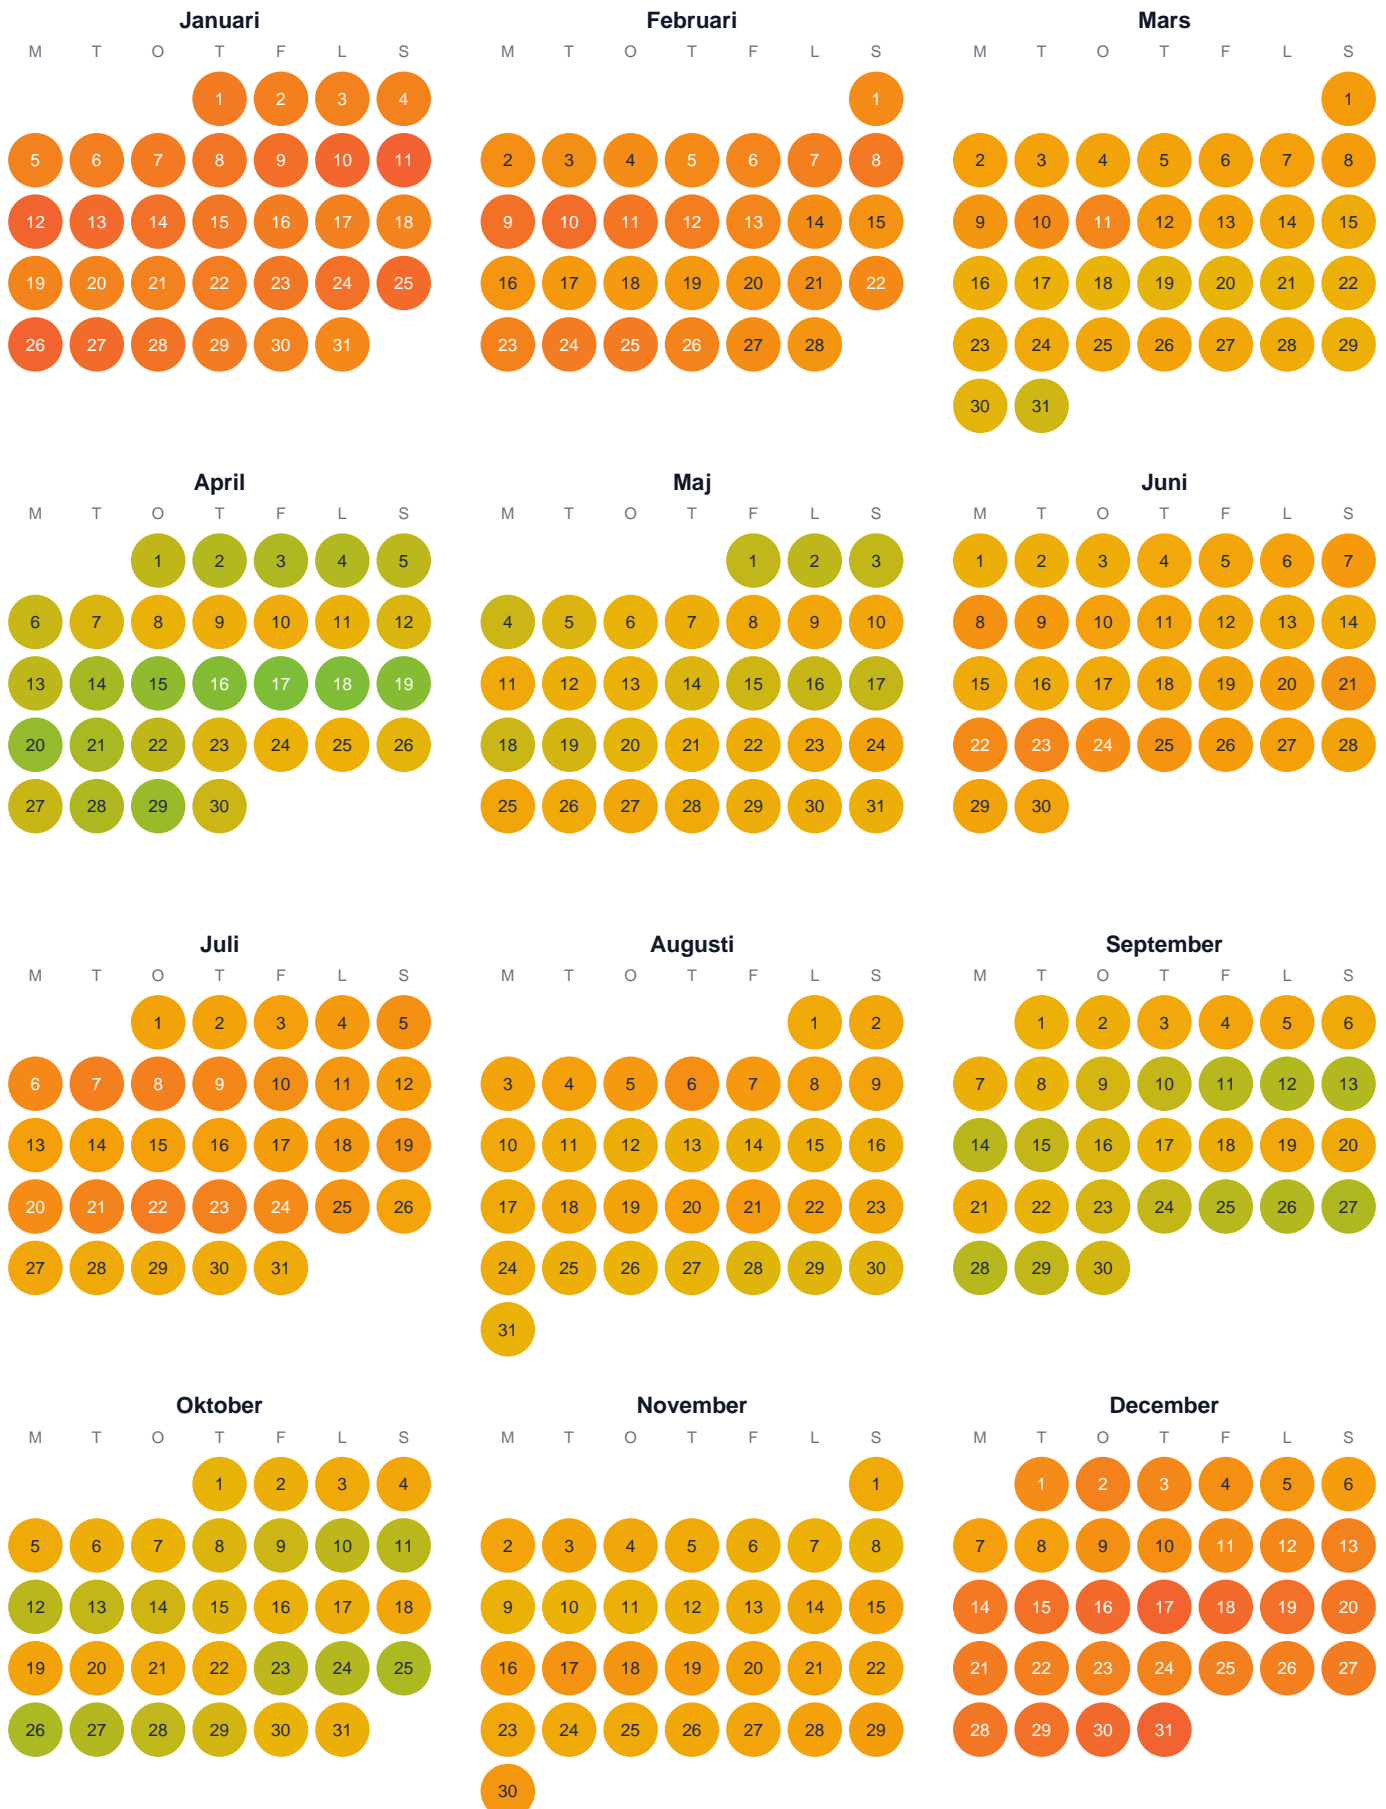 Januari Februari Mars
M T O T F L S M T O T F L S M T O T F L S
1 2 3 4 1 1
5 6 7 8 9 10 11 2 3 4 5 6 7 8 2 3 4 5 6 7 8
12 13 14 15 16 17 18 9 10 11 12 13 14 15 9 10 11 12 13 14 15
19 20 21 22 23 24 25 16 17 18 19 20 21 22 16 17 18 19 20 21 22
26 27 28 29 30 31 23 24 25 26 27 28 23 24 25 26 27 28 29
30 31
April Maj Juni
M T O T F L S M T O T F L S M T O T F L S
1 2 3 4 5 1 2 3 1 2 3 4 5 6 7
6 7 8 9 10 11 12 4 5 6 7 8 9 10 8 9 10 11 12 13 14
13 14 15 16 17 18 19 11 12 13 14 15 16 17 15 16 17 18 19 20 21
20 21 22 23 24 25 26 18 19 20 21 22 23 24 22 23 24 25 26 27 28
27 28 29 30 25 26 27 28 29 30 31 29 30
Juli Augusti September
M T O T F L S M T O T F L S M T O T F L S
1 2 3 4 5 1 2 1 2 3 4 5 6
6 7 8 9 10 11 12 3 4 5 6 7 8 9 7 8 9 10 11 12 13
13 14 15 16 17 18 19 10 11 12 13 14 15 16 14 15 16 17 18 19 20
20 21 22 23 24 25 26 17 18 19 20 21 22 23 21 22 23 24 25 26 27
27 28 29 30 31 24 25 26 27 28 29 30 28 29 30
31
Oktober November December
M T O T F L S M T O T F L S M T O T F L S
1 2 3 4 1 1 2 3 4 5 6
5 6 7 8 9 10 11 2 3 4 5 6 7 8 7 8 9 10 11 12 13
12 13 14 15 16 17 18 9 10 11 12 13 14 15 14 15 16 17 18 19 20
19 20 21 22 23 24 25 16 17 18 19 20 21 22 21 22 23 24 25 26 27
26 27 28 29 30 31 23 24 25 26 27 28 29 28 29 30 31
30